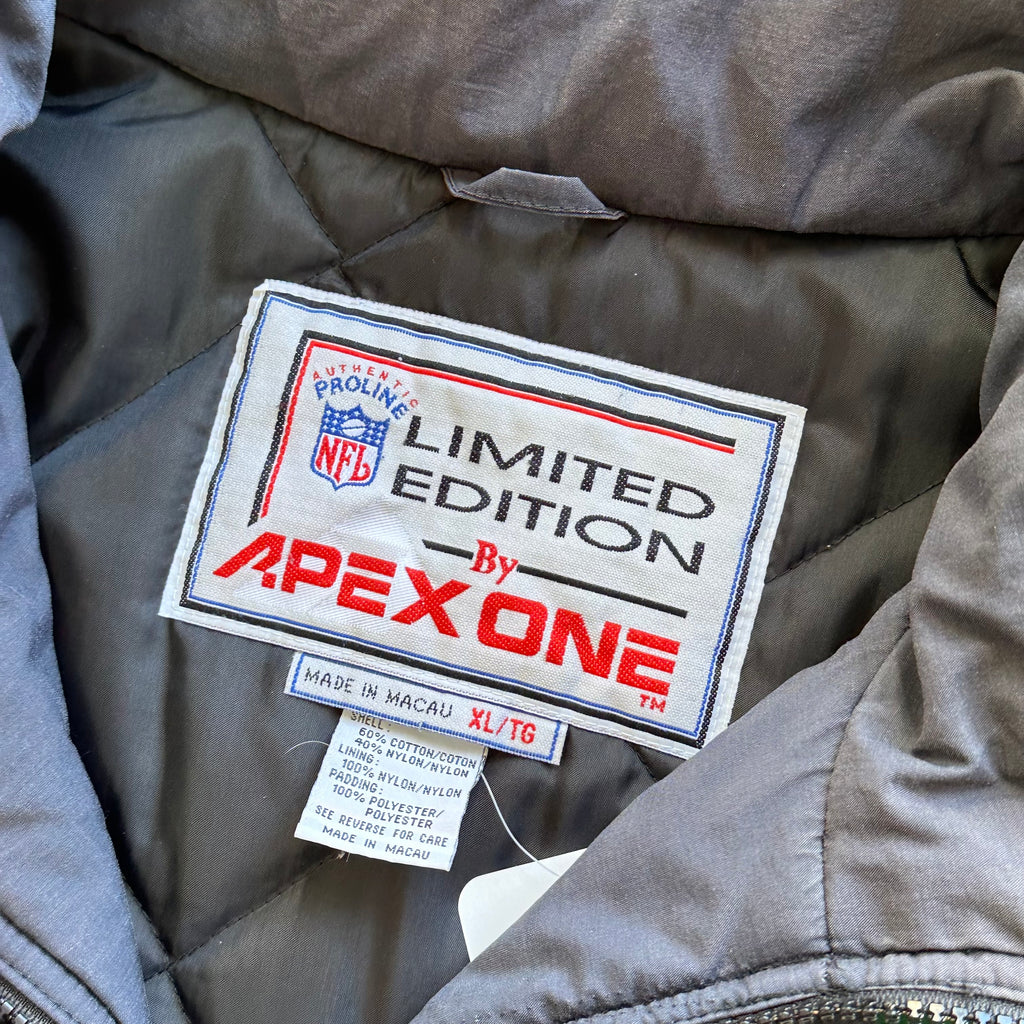 AUTHENTIC
PROLINE
NFL
LIMITED
EDITION
By
APEX ONE
TM
MADE IN MACAU XL/TG
SHELL:
60% COTTON/COTON
40% NYLON/NYLON
LINING:
100% NYLON/NYLON
PADDING:
100% POLYESTER/
POLYESTER
SEE REVERSE FOR CARE
MADE IN MACAU